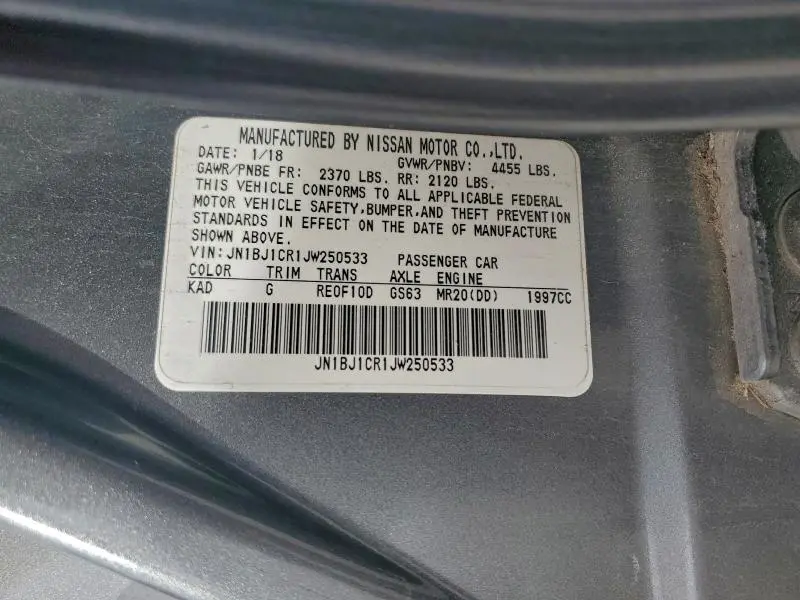 MANUFACTURED BY NISSAN MOTOR CO.,LTD.
DATE: 1/18 GVWR/PNBV: 4455 LBS.
GAWR/PNBE FR: 2370 LBS. RR: 2120 LBS.
THIS VEHICLE CONFORMS TO ALL APPLICABLE FEDERAL
MOTOR VEHICLE SAFETY,BUMPER,AND THEFT PREVENTION
STANDARDS IN EFFECT ON THE DATE OF MANUFACTURE
SHOWN ABOVE.
VIN: JN1BJ1CR1JW250533 PASSENGER CAR
COLOR TRIM TRANS AXLE ENGINE
KAD G RE0F10D GS63 MR20(DD) 1997CC
JN1BJ1CR1JW250533